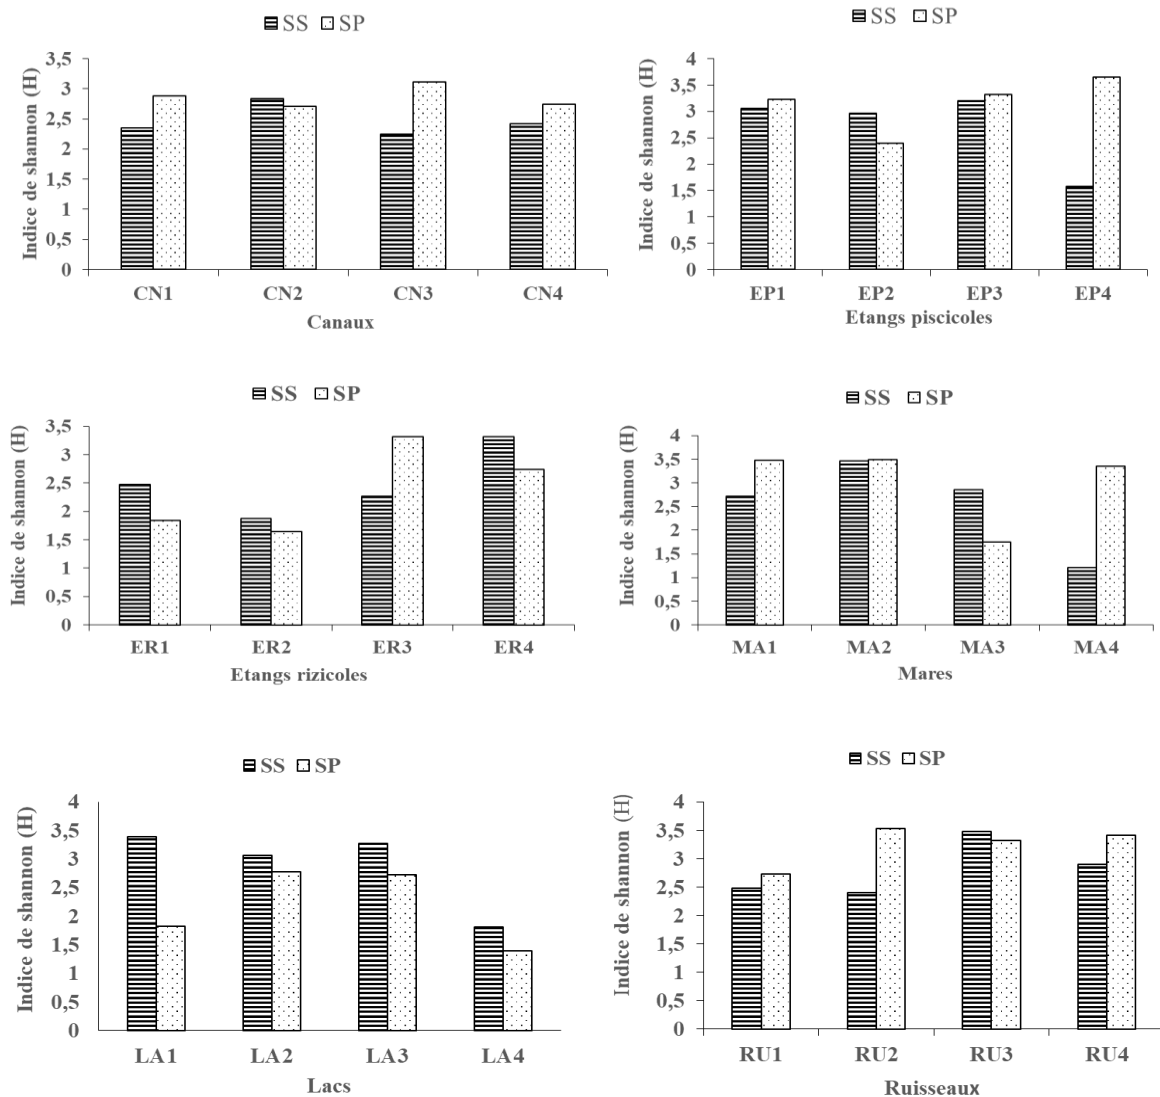 SS SP
Indice de shannon (H)
3,5
3
2,5
2
1,5
1
0,5
0
CN1 CN2 CN3 CN4
Canaux
SS SP
Indice de shannon (H)
4
3,5
3
2,5
2
1,5
1
0,5
0
EP1 EP2 EP3 EP4
Etangs piscicoles
SS SP
Indice de shannon (H)
3,5
3
2,5
2
1,5
1
0,5
0
ER1 ER2 ER3 ER4
Etangs rizicoles
SS SP
Indice de shannon (H)
4
3,5
3
2,5
2
1,5
1
0,5
0
MA1 MA2 MA3 MA4
Mares
SS SP
Indice de shannon (H)
4
3,5
3
2,5
2
1,5
1
0,5
0
LA1 LA2 LA3 LA4
Lacs
SS SP
Indice de shannon (H)
4
3,5
3
2,5
2
1,5
1
0,5
0
RU1 RU2 RU3 RU4
Ruisseaux